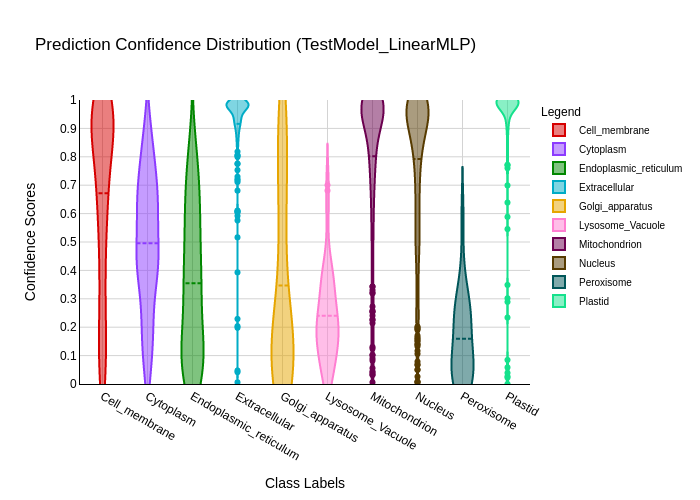 Prediction Confidence Distribution (TestModel_LinearMLP)
Confidence Scores
1
0.9
0.8
0.7
0.6
0.5
0.4
0.3
0.2
0.1
0
Cell_membrane
Cytoplasm
Endoplasmic_reticulum
Extracellular
Golgi_apparatus
Lysosome_Vacuole
Mitochondrion
Nucleus
Peroxisome
Plastid
Class Labels
Legend
Cell_membrane
Cytoplasm
Endoplasmic_reticulum
Extracellular
Golgi_apparatus
Lysosome_Vacuole
Mitochondrion
Nucleus
Peroxisome
Plastid